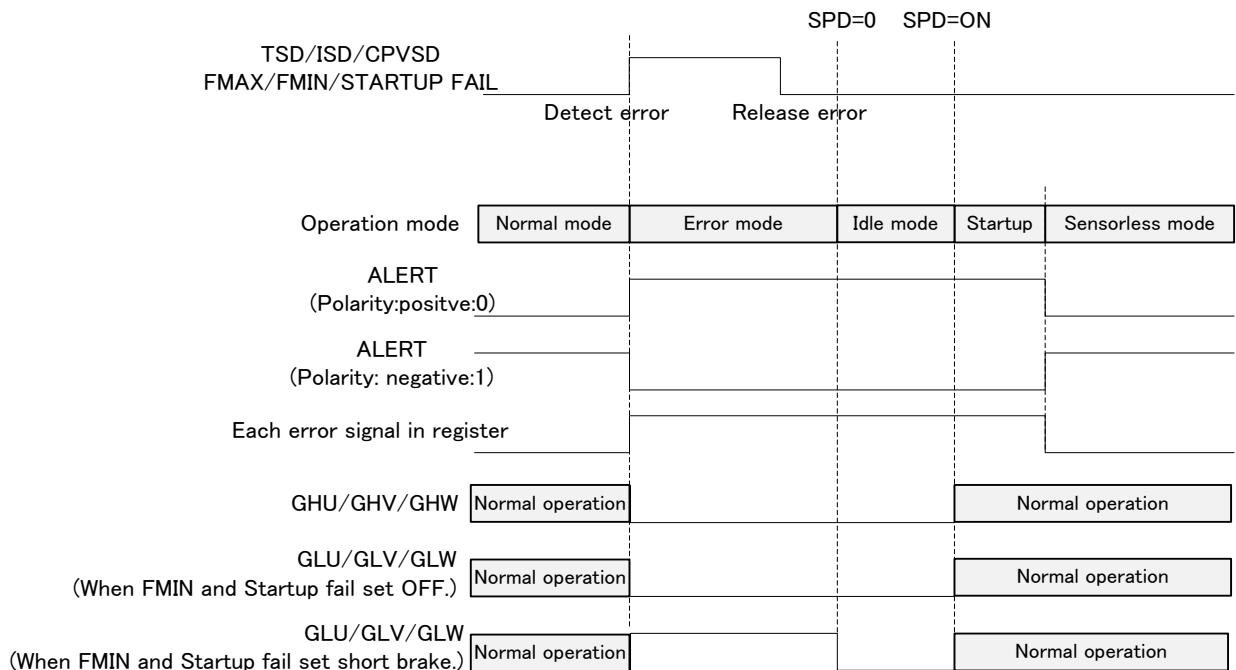 SPD=0 SPD=ON
TSD/ISD/CPVSD
FMAX/FMIN/STARTUP FAIL
Detect error Release error
Operation mode Normal mode Error mode Idle mode Startup Sensorless mode
ALERT
(Polarity:positve:0)
ALERT
(Polarity: negative:1)
Each error signal in register
GHU/GHV/GHW Normal operation Normal operation
GLU/GLV/GLW
(When FMIN and Startup fail set OFF.) Normal operation Normal operation
GLU/GLV/GLW
(When FMIN and Startup fail set short brake.) Normal operation Normal operation